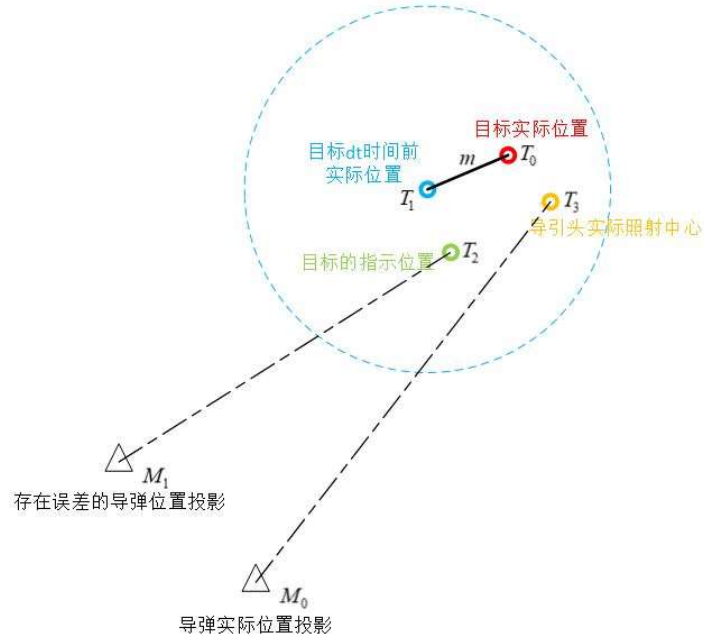 目标实际位置
目标dt时间前
实际位置
m
T₀
T₁
T₃
导引头实际照射中心
目标的指示位置
T₂
M₁
存在误差的导弹位置投影
M₀
导弹实际位置投影